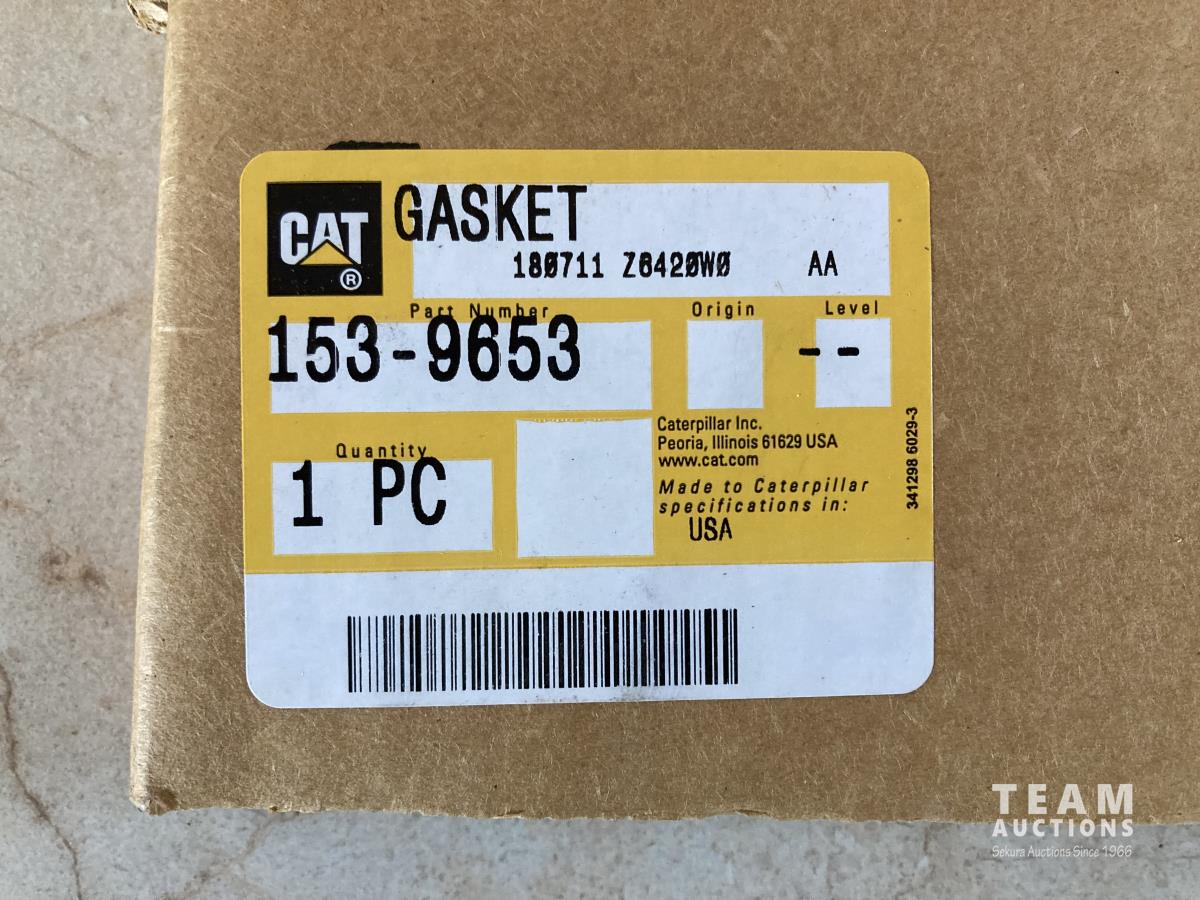 CAT
®
GASKET
180711 Z6420W0 AA
Part Number
Origin
Level
153-9653
--
Quantity
1 PC
Caterpillar Inc.
Peoria, Illinois 61629 USA
www.cat.com
Made to Caterpillar
specifications in:
USA
341298 6029-3
TEAM
AUCTIONS
Sekura Auctions Since 1966